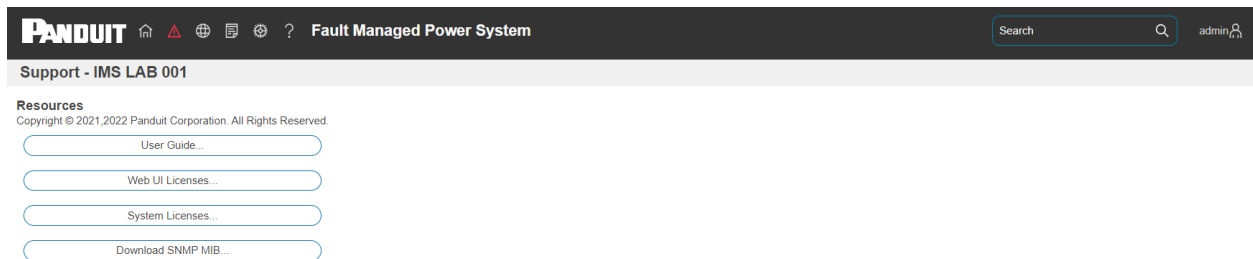 PANDUIT ? Fault Managed Power System Search admin
Support - IMS LAB 001
Resources
Copyright © 2021,2022 Panduit Corporation. All Rights Reserved.
User Guide...
Web UI Licenses...
System Licenses...
Download SNMP MIB...